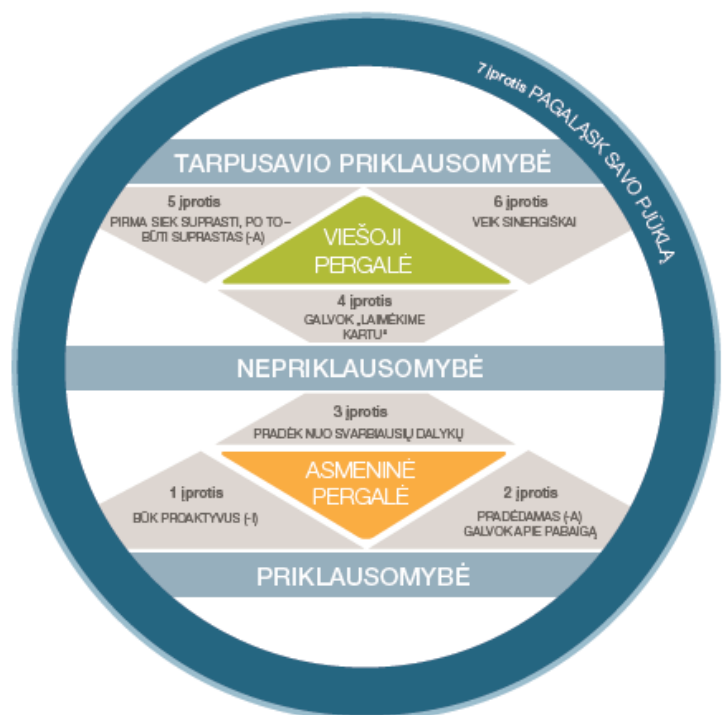 7 įprotis PAGALĄSK SAVO PJŪKLĄ
TARPUSAVIO PRIKLAUSOMYBĖ
5 įprotis
PIRMA SIEK SUPRASTI, PO TO –
BŪTI SUPRASTAS (-A)
6 įprotis
VEIK SINERGIŠKAI
VIEŠOJI
PERGALĖ
4 įprotis
GALVOK „LAIMĖKIME
KARTU“
NEPRIKLAUSOMYBĖ
3 įprotis
PRADĖK NUO SVARBIAUSIŲ DALYKŲ
ASMENINĖ
PERGALĖ
1 įprotis
BŪK PROAKTYVUS (-I)
2 įprotis
PRADĖDAMAS (-A)
GALVOK APIE PABAIGĄ
PRIKLAUSOMYBĖ